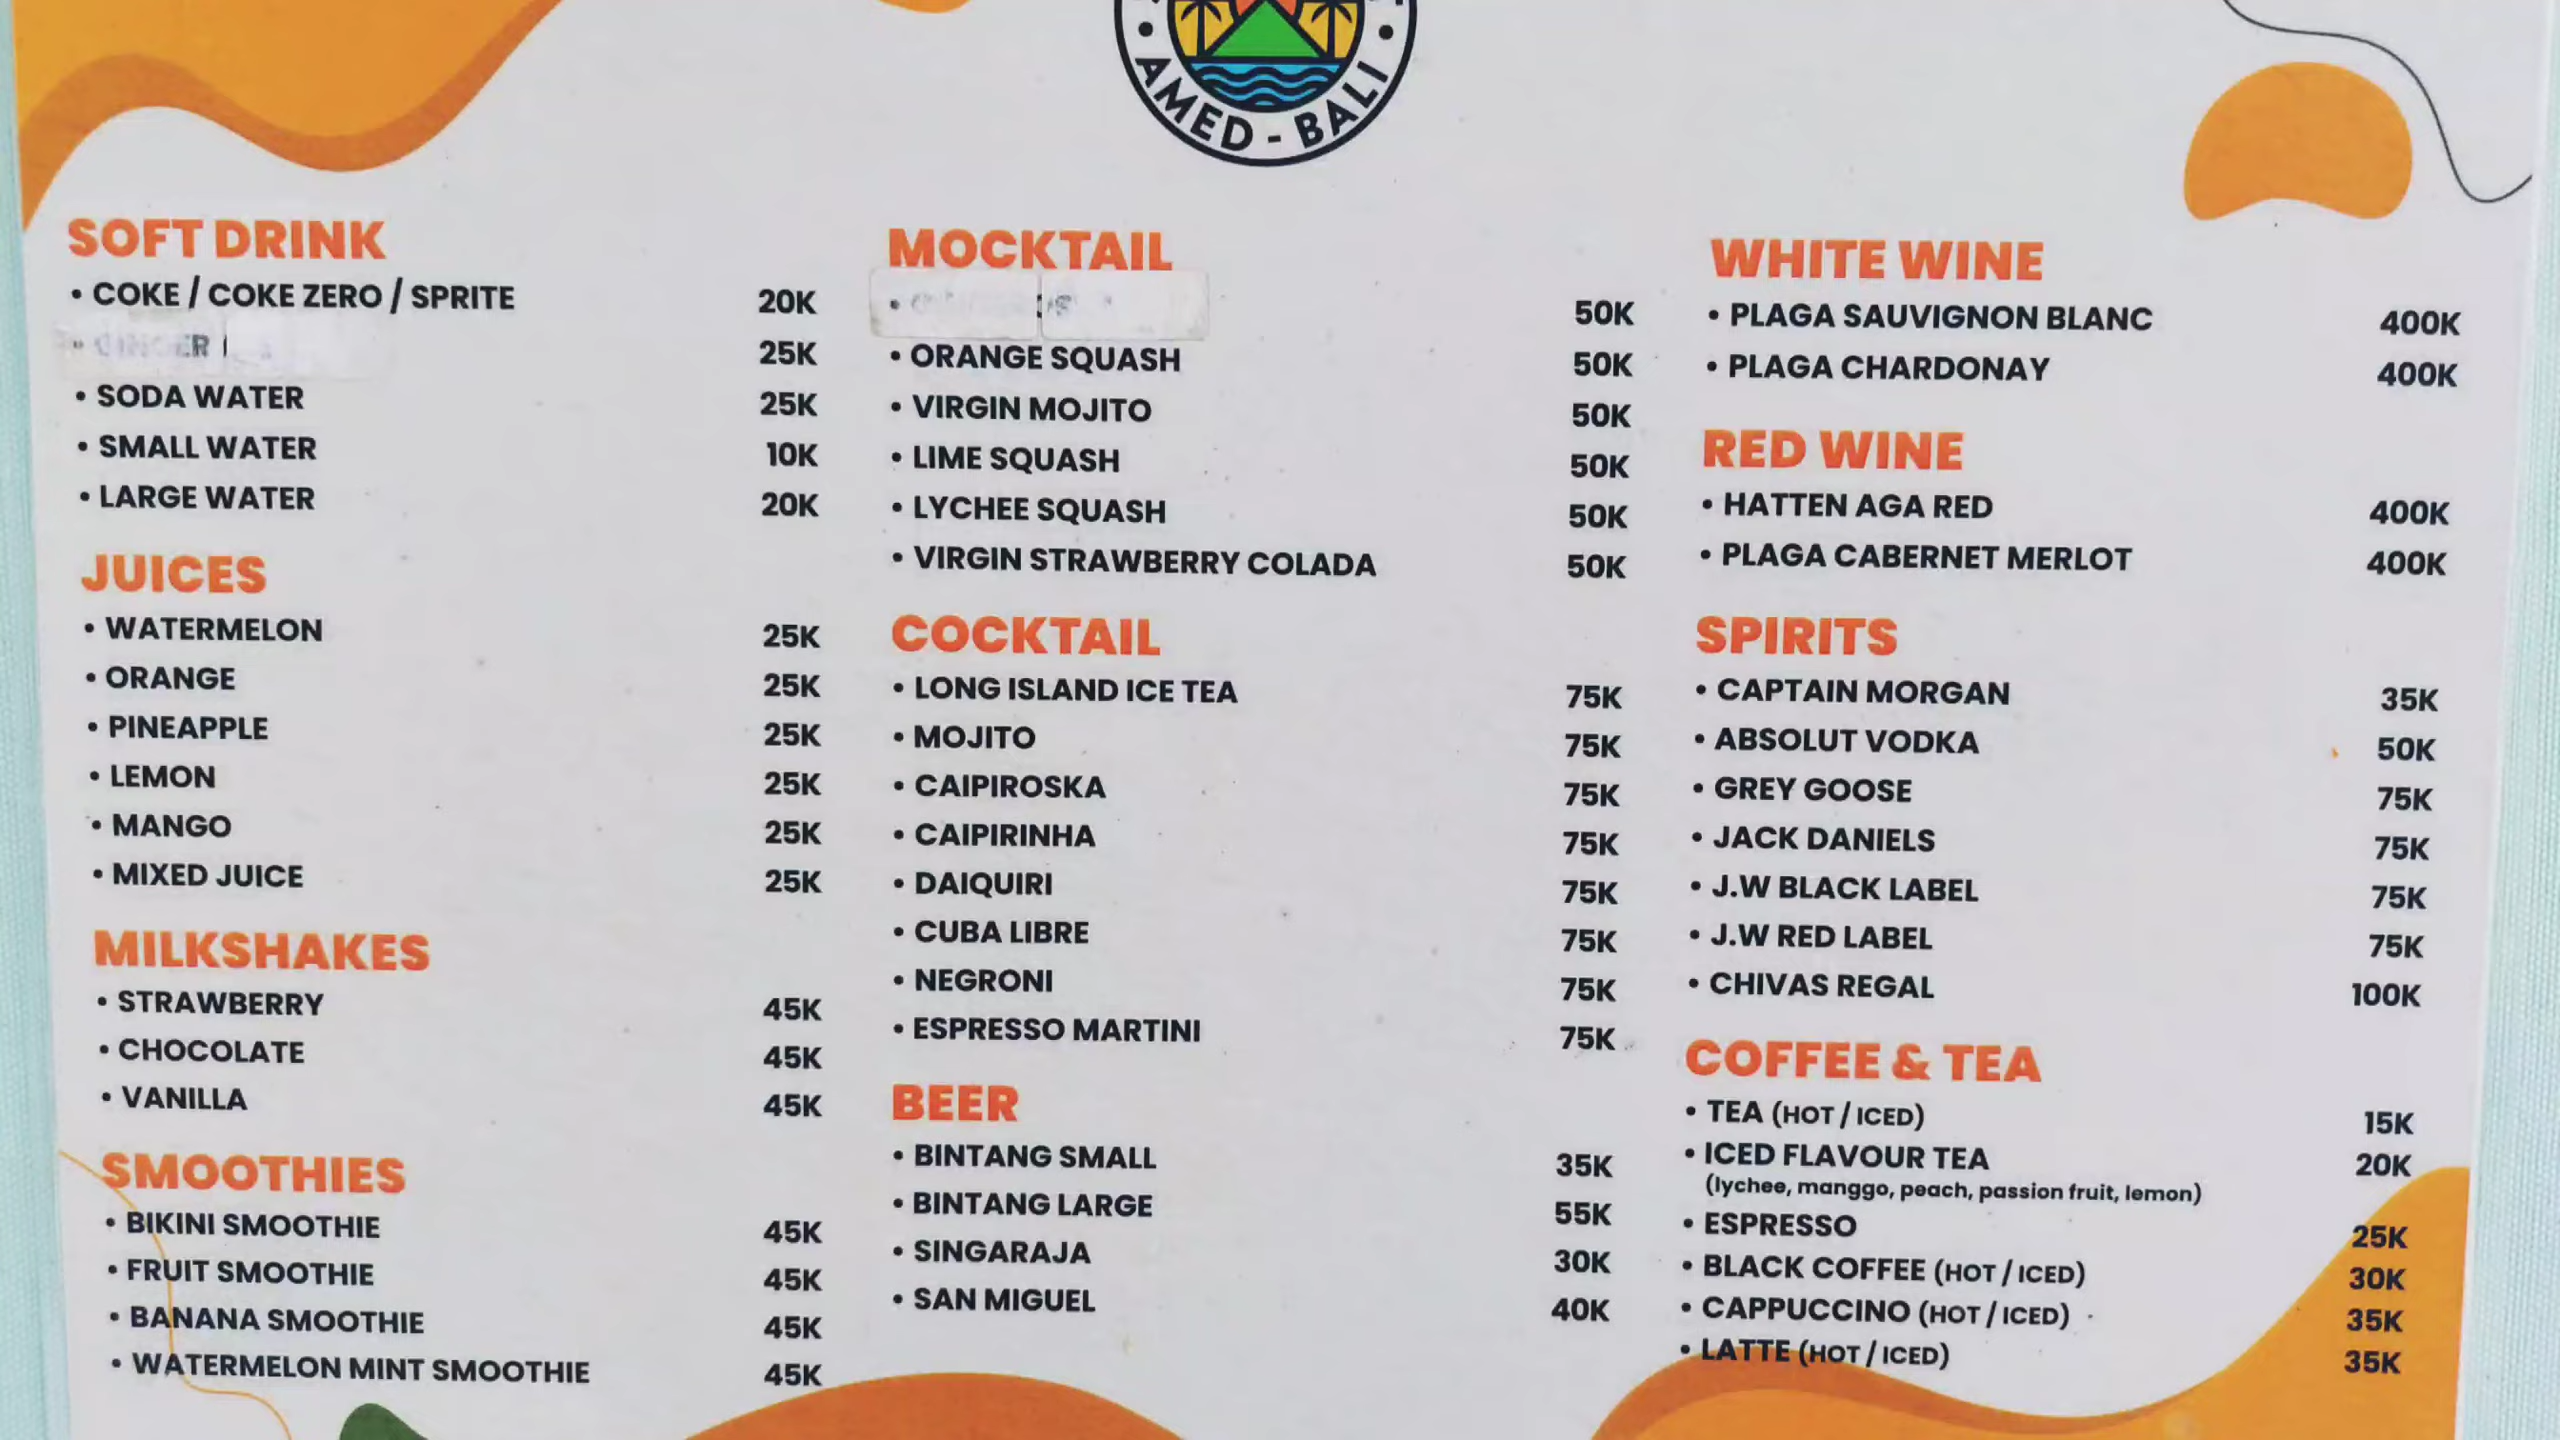 AMED - BALI
SOFT DRINK
• COKE / COKE ZERO / SPRITE 20K
• GINGER 25K
• SODA WATER 25K
• SMALL WATER 10K
• LARGE WATER 20K
JUICES
• WATERMELON 25K
• ORANGE 25K
• PINEAPPLE 25K
• LEMON 25K
• MANGO 25K
• MIXED JUICE 25K
MILKSHAKES
• STRAWBERRY 45K
• CHOCOLATE 45K
• VANILLA 45K
SMOOTHIES
• BIKINI SMOOTHIE 45K
• FRUIT SMOOTHIE 45K
• BANANA SMOOTHIE 45K
• WATERMELON MINT SMOOTHIE 45K
MOCKTAIL
• 50K
• ORANGE SQUASH 50K
• VIRGIN MOJITO 50K
• LIME SQUASH 50K
• LYCHEE SQUASH 50K
• VIRGIN STRAWBERRY COLADA 50K
COCKTAIL
• LONG ISLAND ICE TEA 75K
• MOJITO 75K
• CAIPIROSKA 75K
• CAIPIRINHA 75K
• DAIQUIRI 75K
• CUBA LIBRE 75K
• NEGRONI 75K
• ESPRESSO MARTINI 75K
BEER
• BINTANG SMALL 35K
• BINTANG LARGE 55K
• SINGARAJA 30K
• SAN MIGUEL 40K
WHITE WINE
• PLAGA SAUVIGNON BLANC 400K
• PLAGA CHARDONAY 400K
RED WINE
• HATTEN AGA RED 400K
• PLAGA CABERNET MERLOT 400K
SPIRITS
• CAPTAIN MORGAN 35K
• ABSOLUT VODKA 50K
• GREY GOOSE 75K
• JACK DANIELS 75K
• J.W BLACK LABEL 75K
• J.W RED LABEL 75K
• CHIVAS REGAL 100K
COFFEE & TEA
• TEA (HOT / ICED) 15K
• ICED FLAVOUR TEA 20K
(lychee, manggo, peach, passion fruit, lemon)
• ESPRESSO 25K
• BLACK COFFEE (HOT / ICED) 30K
• CAPPUCCINO (HOT / ICED) 35K
• LATTE (HOT / ICED) 35K